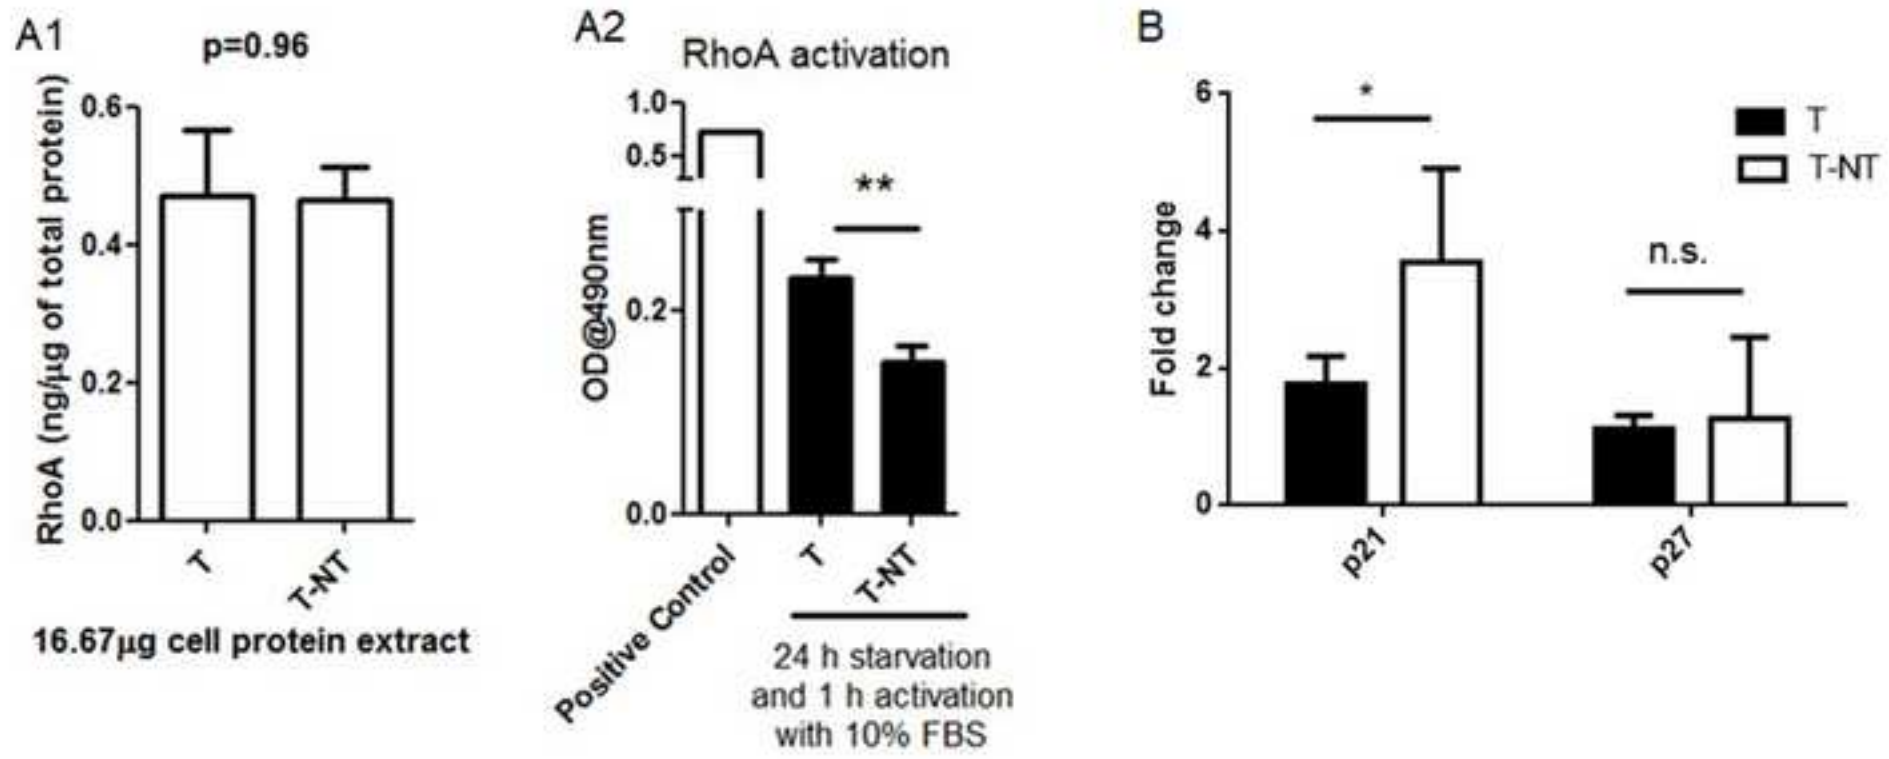 A1
p=0.96
RhoA (ng/µg of total protein)
0.6
0.4
0.2
0.0
T
T-NT
16.67µg cell protein extract
A2
RhoA activation
OD@490nm
1.0
0.5
0.2
0.0
**
Positive Control
T
T-NT
24 h starvation
and 1 h activation
with 10% FBS
B
Fold change
6
4
2
0
*
n.s.
p21
p27
T
T-NT